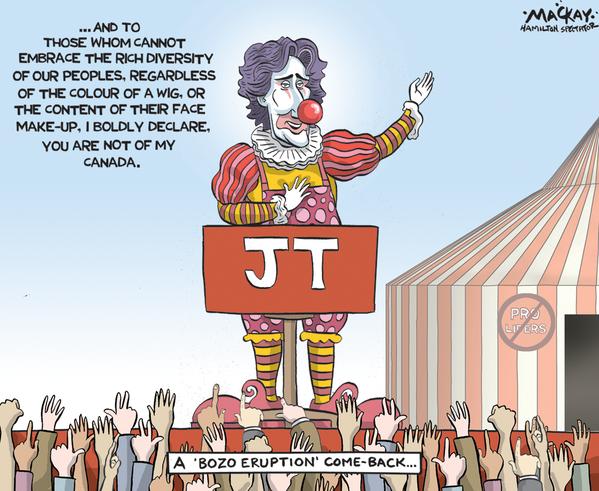 ...AND TO
THOSE WHOM CANNOT
EMBRACE THE RICH DIVERSITY
OF OUR PEOPLES, REGARDLESS
OF THE COLOUR OF A WIG, OR
THE CONTENT OF THEIR FACE
MAKE-UP, I BOLDLY DECLARE,
YOU ARE NOT OF MY
CANADA.
MACKAY
HAMILTON SPECTATOR
JT
PRO
LIFERS
A 'BOZO ERUPTION' COME-BACK...